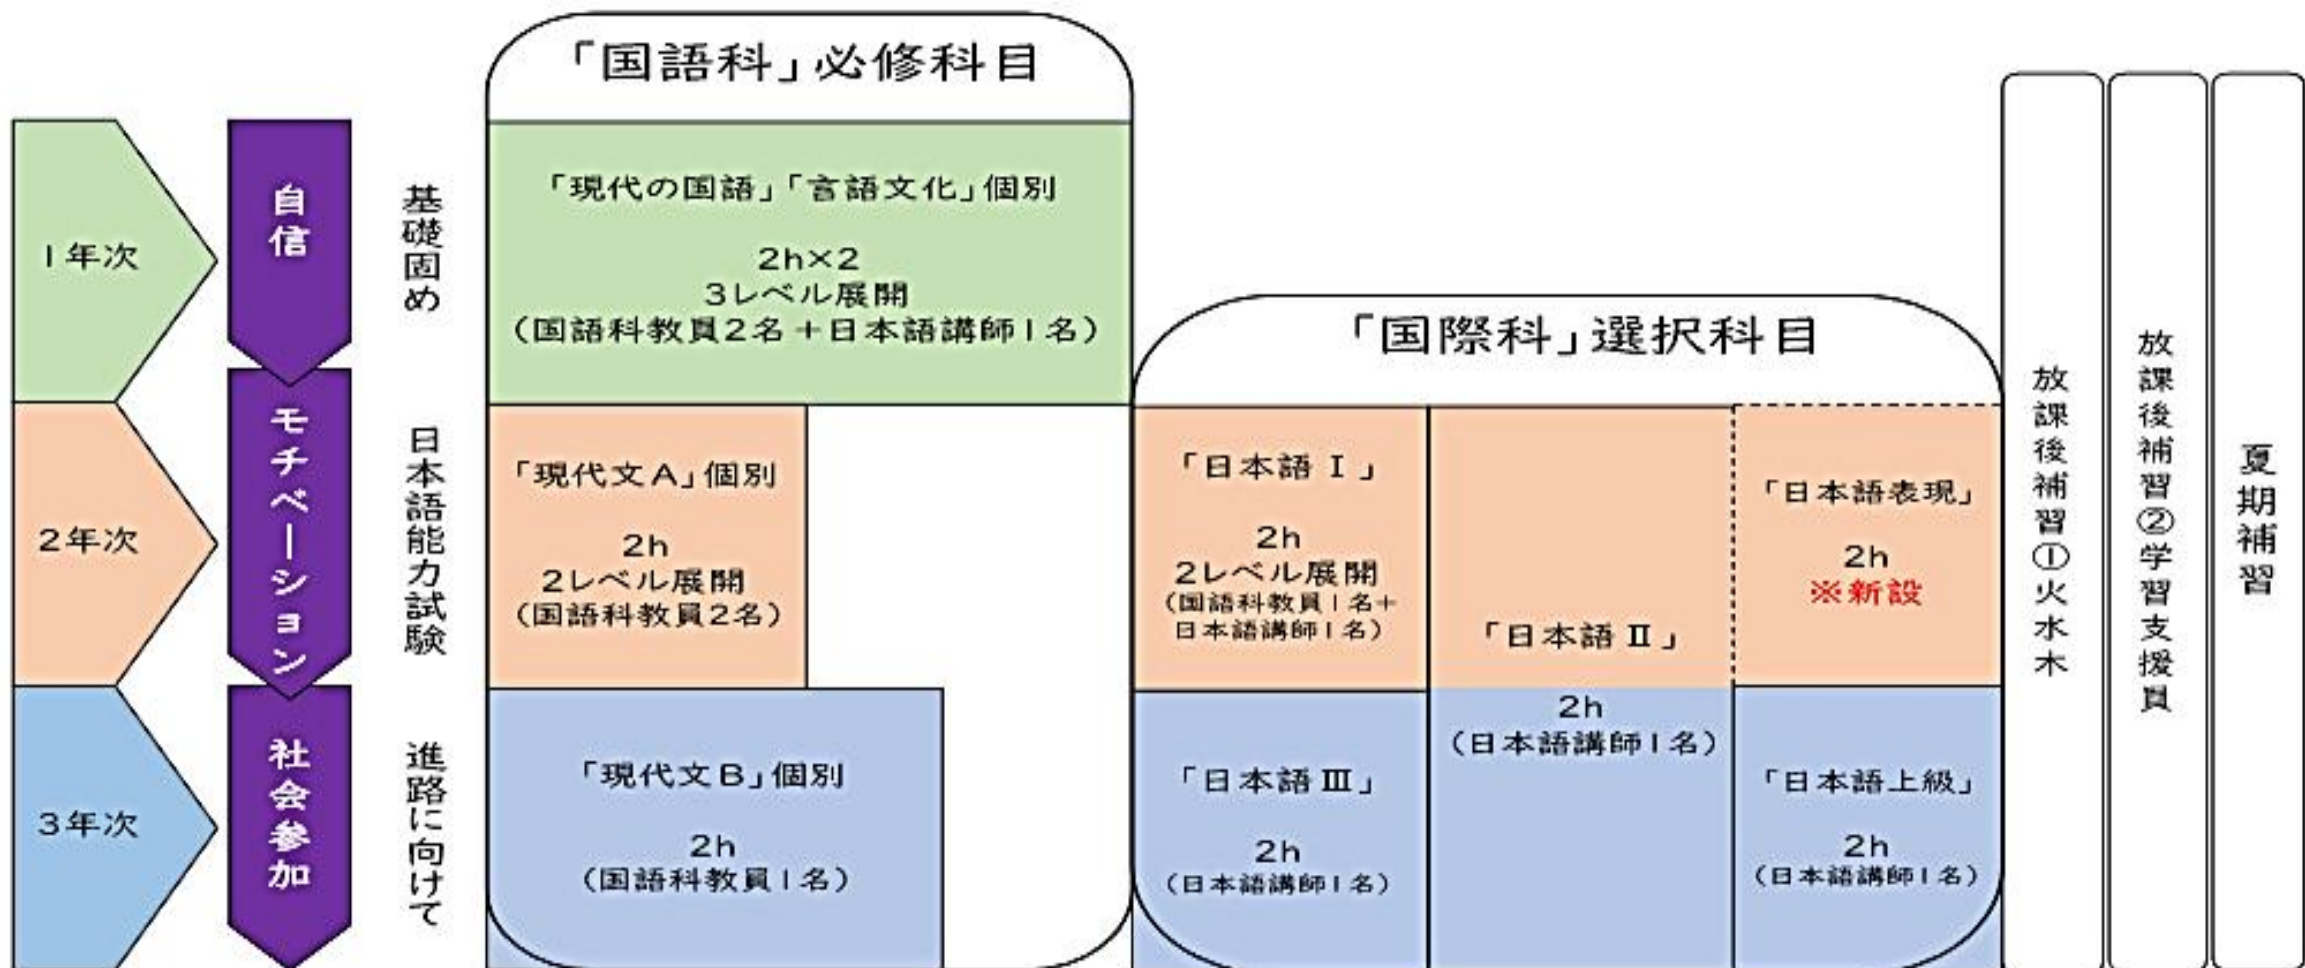 「国語科」必修科目
1年次
自信
基礎固め
「現代の国語」「言語文化」個別
2h×2
3レベル展開
(国語科教員2名+日本語講師1名)
「国際科」選択科目
2年次
モチベーション
日本語能力試験
「現代文A」個別
2h
2レベル展開
(国語科教員2名)
「日本語Ⅰ」
2h
2レベル展開
(国語科教員1名+
日本語講師1名)
「日本語Ⅱ」
2h
(日本語講師1名)
「日本語表現」
2h
※新設
3年次
社会参加
進路に向けて
「現代文B」個別
2h
(国語科教員1名)
「日本語Ⅲ」
2h
(日本語講師1名)
「日本語上級」
2h
(日本語講師1名)
放課後補習①火水木
放課後補習②学習支援員
夏期補習